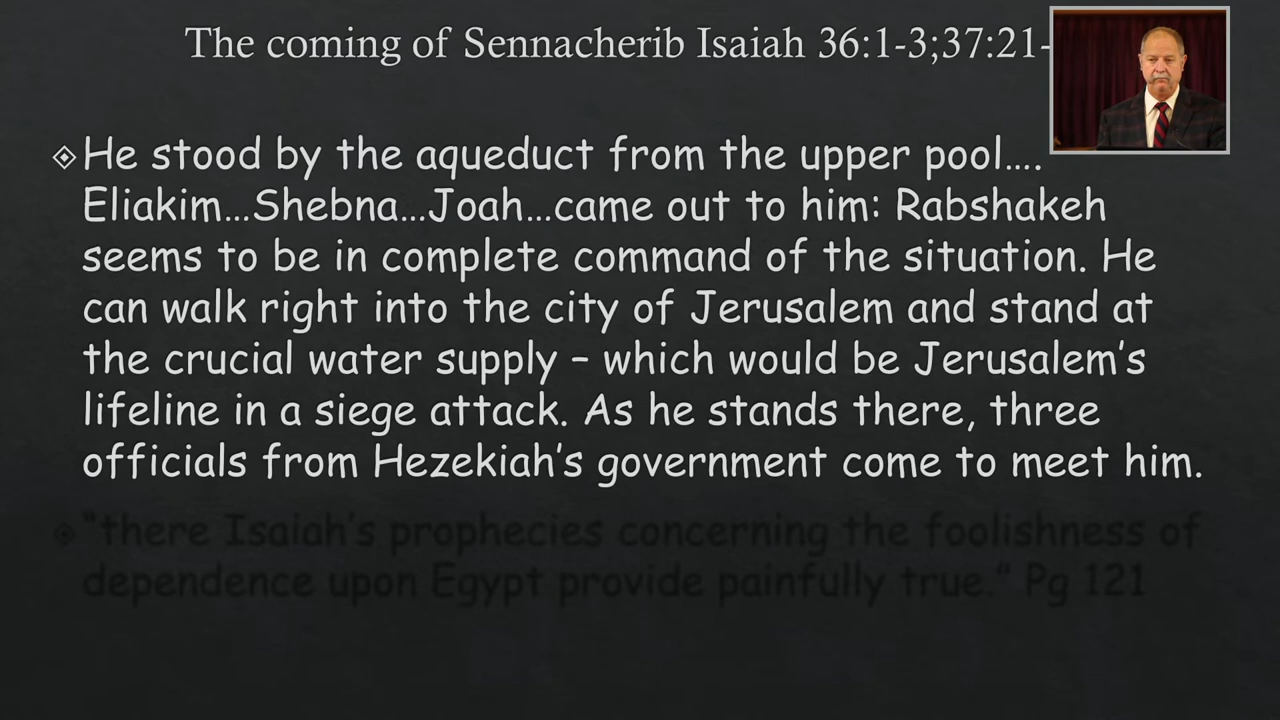 The coming of Sennacherib Isaiah 36:1-3;37:21-
He stood by the aqueduct from the upper pool….
Eliakim…Shebna…Joah…came out to him: Rabshakeh
seems to be in complete command of the situation. He
can walk right into the city of Jerusalem and stand at
the crucial water supply – which would be Jerusalem’s
lifeline in a siege attack. As he stands there, three
officials from Hezekiah’s government come to meet him.
“there Isaiah’s prophecies concerning the foolishness of
dependence upon Egypt provide painfully true.” Pg 121